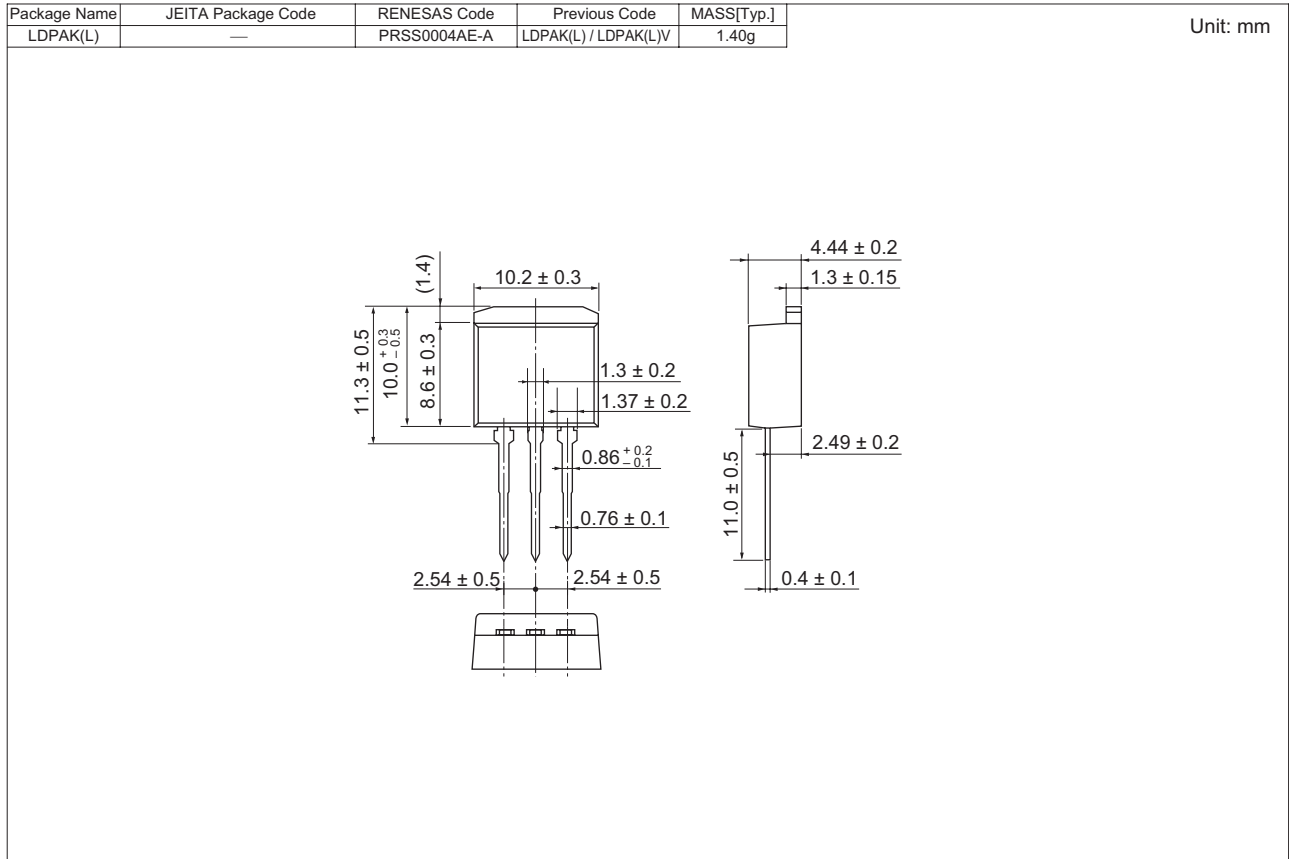 Package Name JEITA Package Code RENESAS Code Previous Code MASS[Typ.]
LDPAK(L) — PRSS0004AE-A LDPAK(L) / LDPAK(L)V 1.40g
Unit: mm
4.44 ± 0.2
1.3 ± 0.15
(1.4)
10.2 ± 0.3
11.3 ± 0.5
10.0 + 0.3 – 0.5
8.6 ± 0.3
1.3 ± 0.2
1.37 ± 0.2
2.49 ± 0.2
0.86 + 0.2 – 0.1
11.0 ± 0.5
0.76 ± 0.1
2.54 ± 0.5
2.54 ± 0.5
0.4 ± 0.1